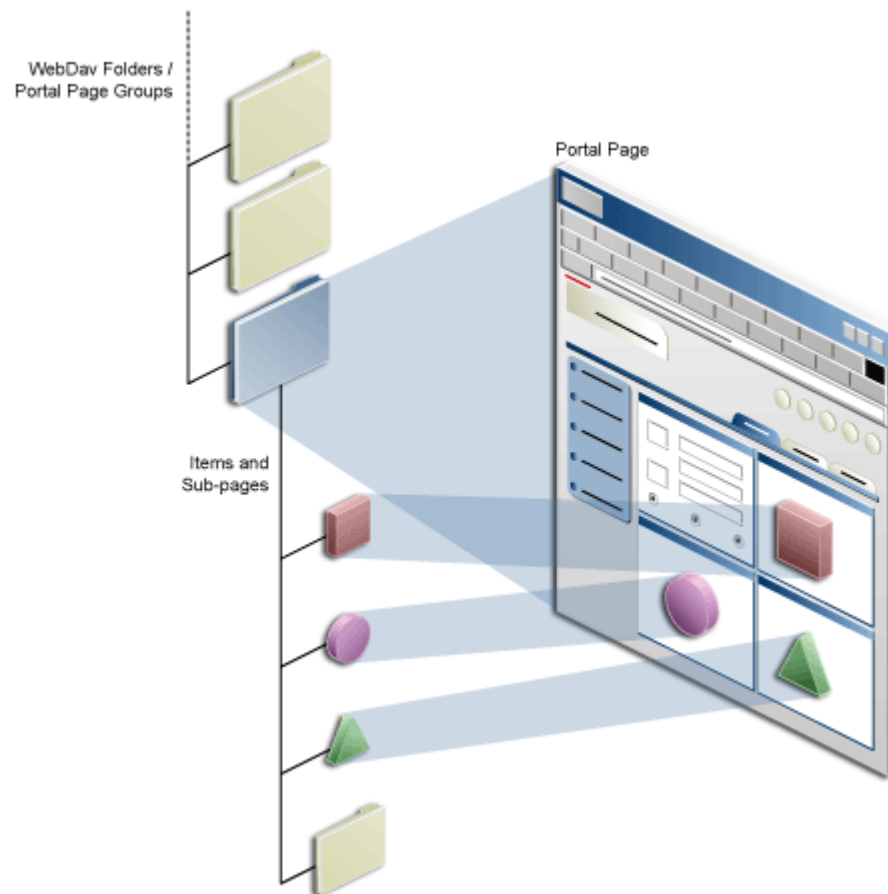 WebDav Folders /
Portal Page Groups
Portal Page
Items and
Sub-pages